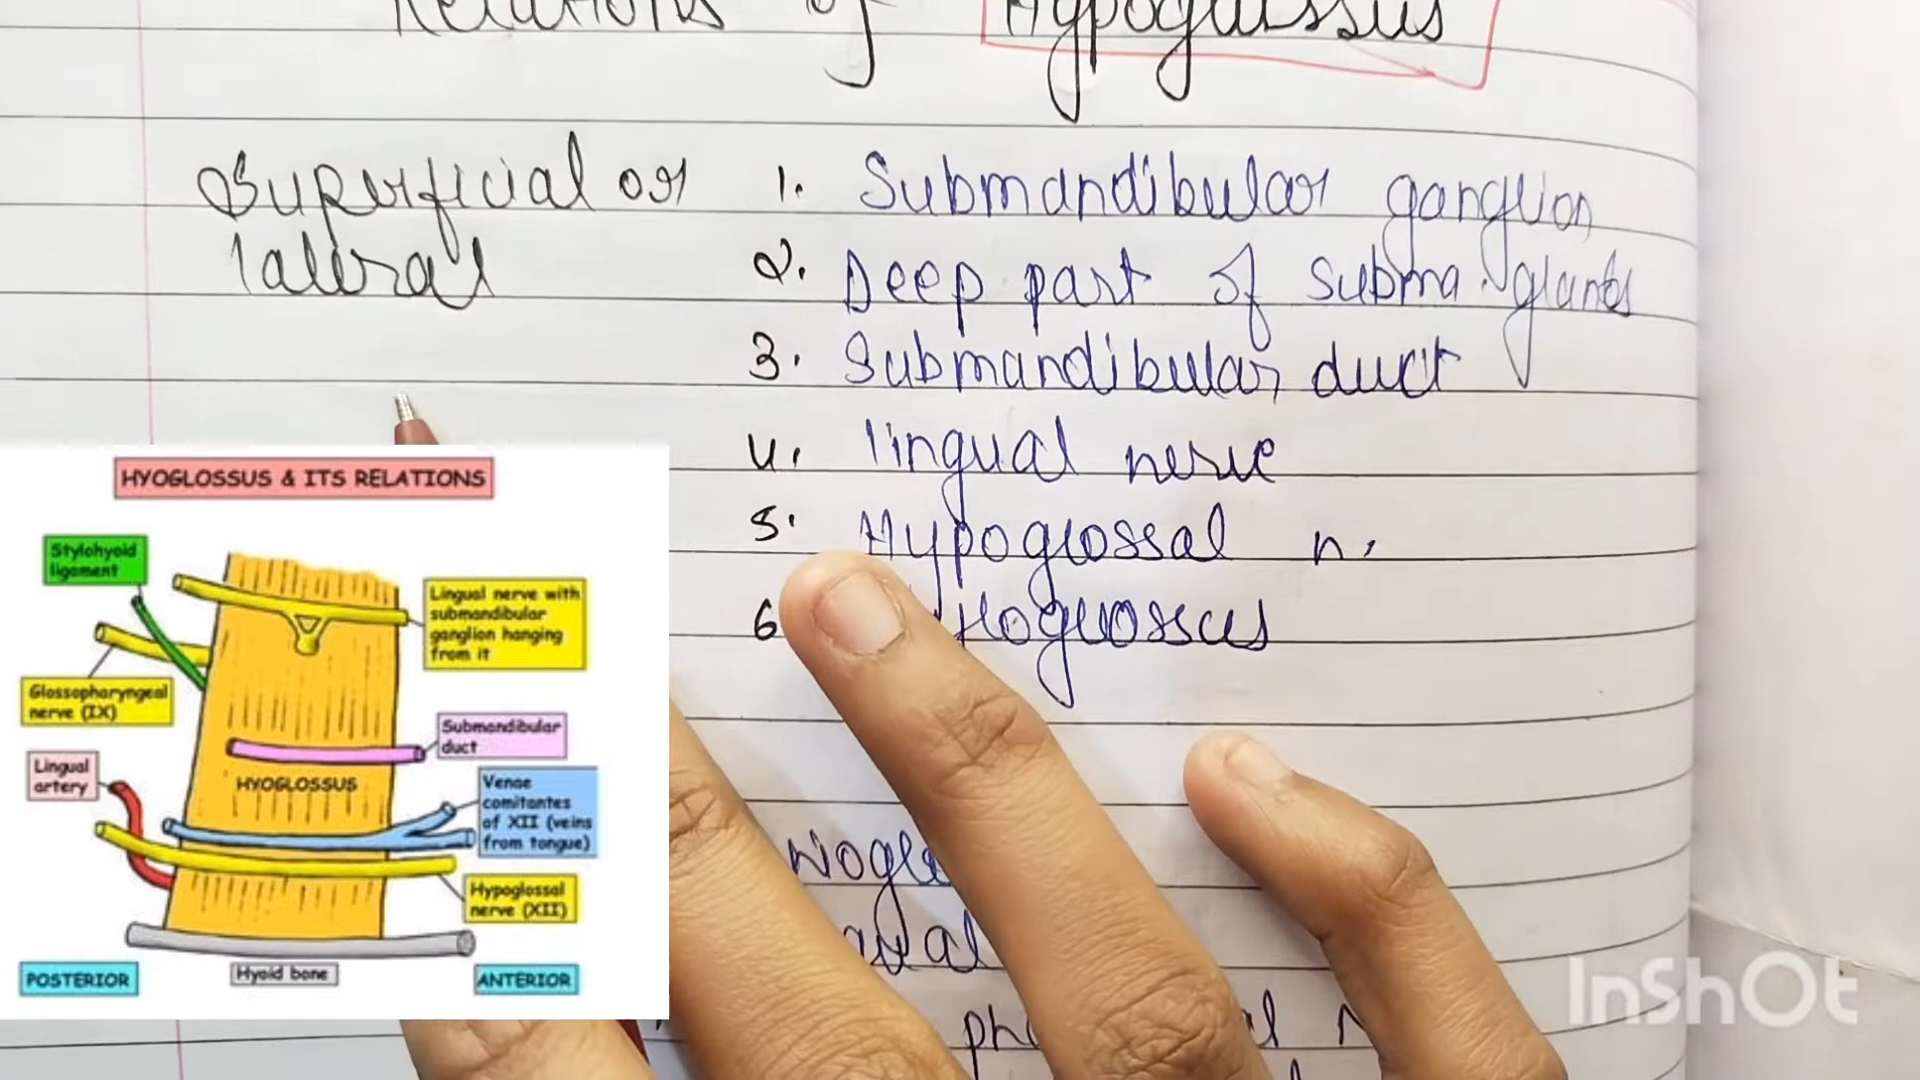 Relations of Hypoglossus
Superficial or
lateral
1. Submandibular ganglion
2. Deep part of subma. glands
3. Submandibular duct
4. lingual nerve
5. Hypoglossal n.
6
HYOGLOSSUS & ITS RELATIONS
Stylohyoid
ligament
Lingual nerve with
submandibular
ganglion hanging
from it
Glossopharyngeal
nerve (IX)
Submandibular
duct
Lingual
artery
HYOGLOSSUS
Venae
comitantes
of XII (veins
from tongue)
Hypoglossal
nerve (XII)
POSTERIOR
Hyoid bone
ANTERIOR
InShOt